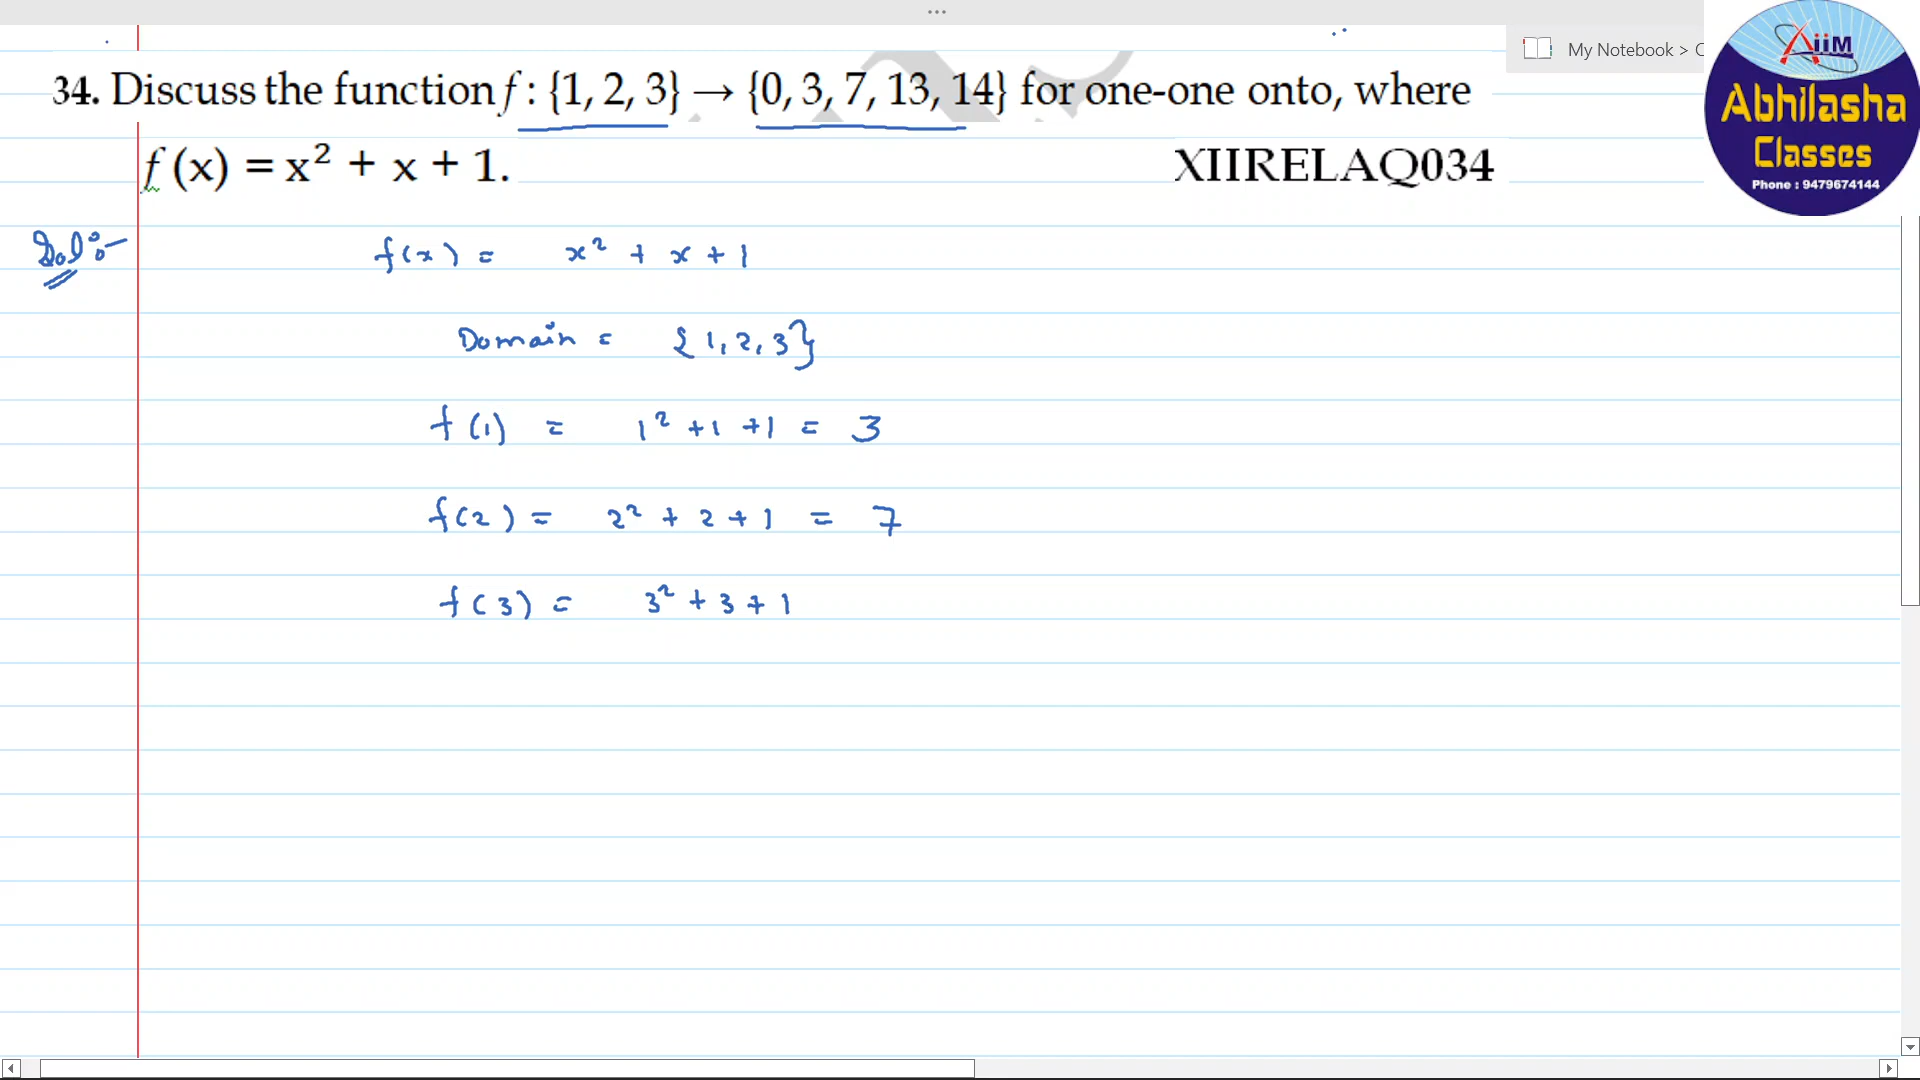 My Notebook >
AiiM
Abhilasha
Classes
Phone : 9479674144
34. Discuss the function f : {1, 2, 3} → {0, 3, 7, 13, 14} for one-one onto, where
f (x) = x² + x + 1.
XIIRELAQ034
Sol:-
f(x) = x² + x + 1
Domain = {1, 2, 3}
f(1) = 1² + 1 + 1 = 3
f(2) = 2² + 2 + 1 = 7
f(3) = 3² + 3 + 1